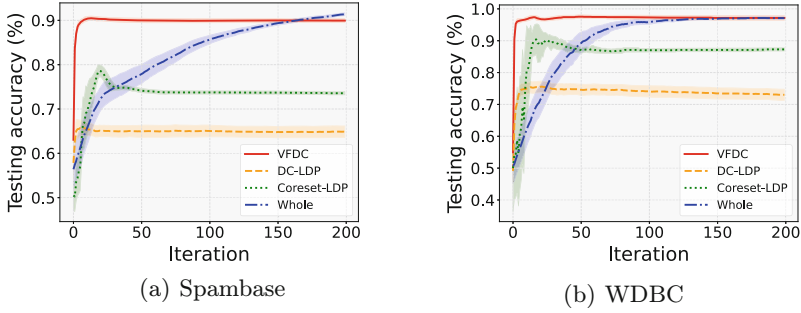 Testing accuracy (%)
0.9
0.8
0.7
0.6
0.5
VFDC
DC-LDP
Coreset-LDP
Whole
0 50 100 150 200
Iteration
(a) Spambase
Testing accuracy (%)
1.0
0.9
0.8
0.7
0.6
0.5
0.4
VFDC
DC-LDP
Coreset-LDP
Whole
0 50 100 150 200
Iteration
(b) WDBC